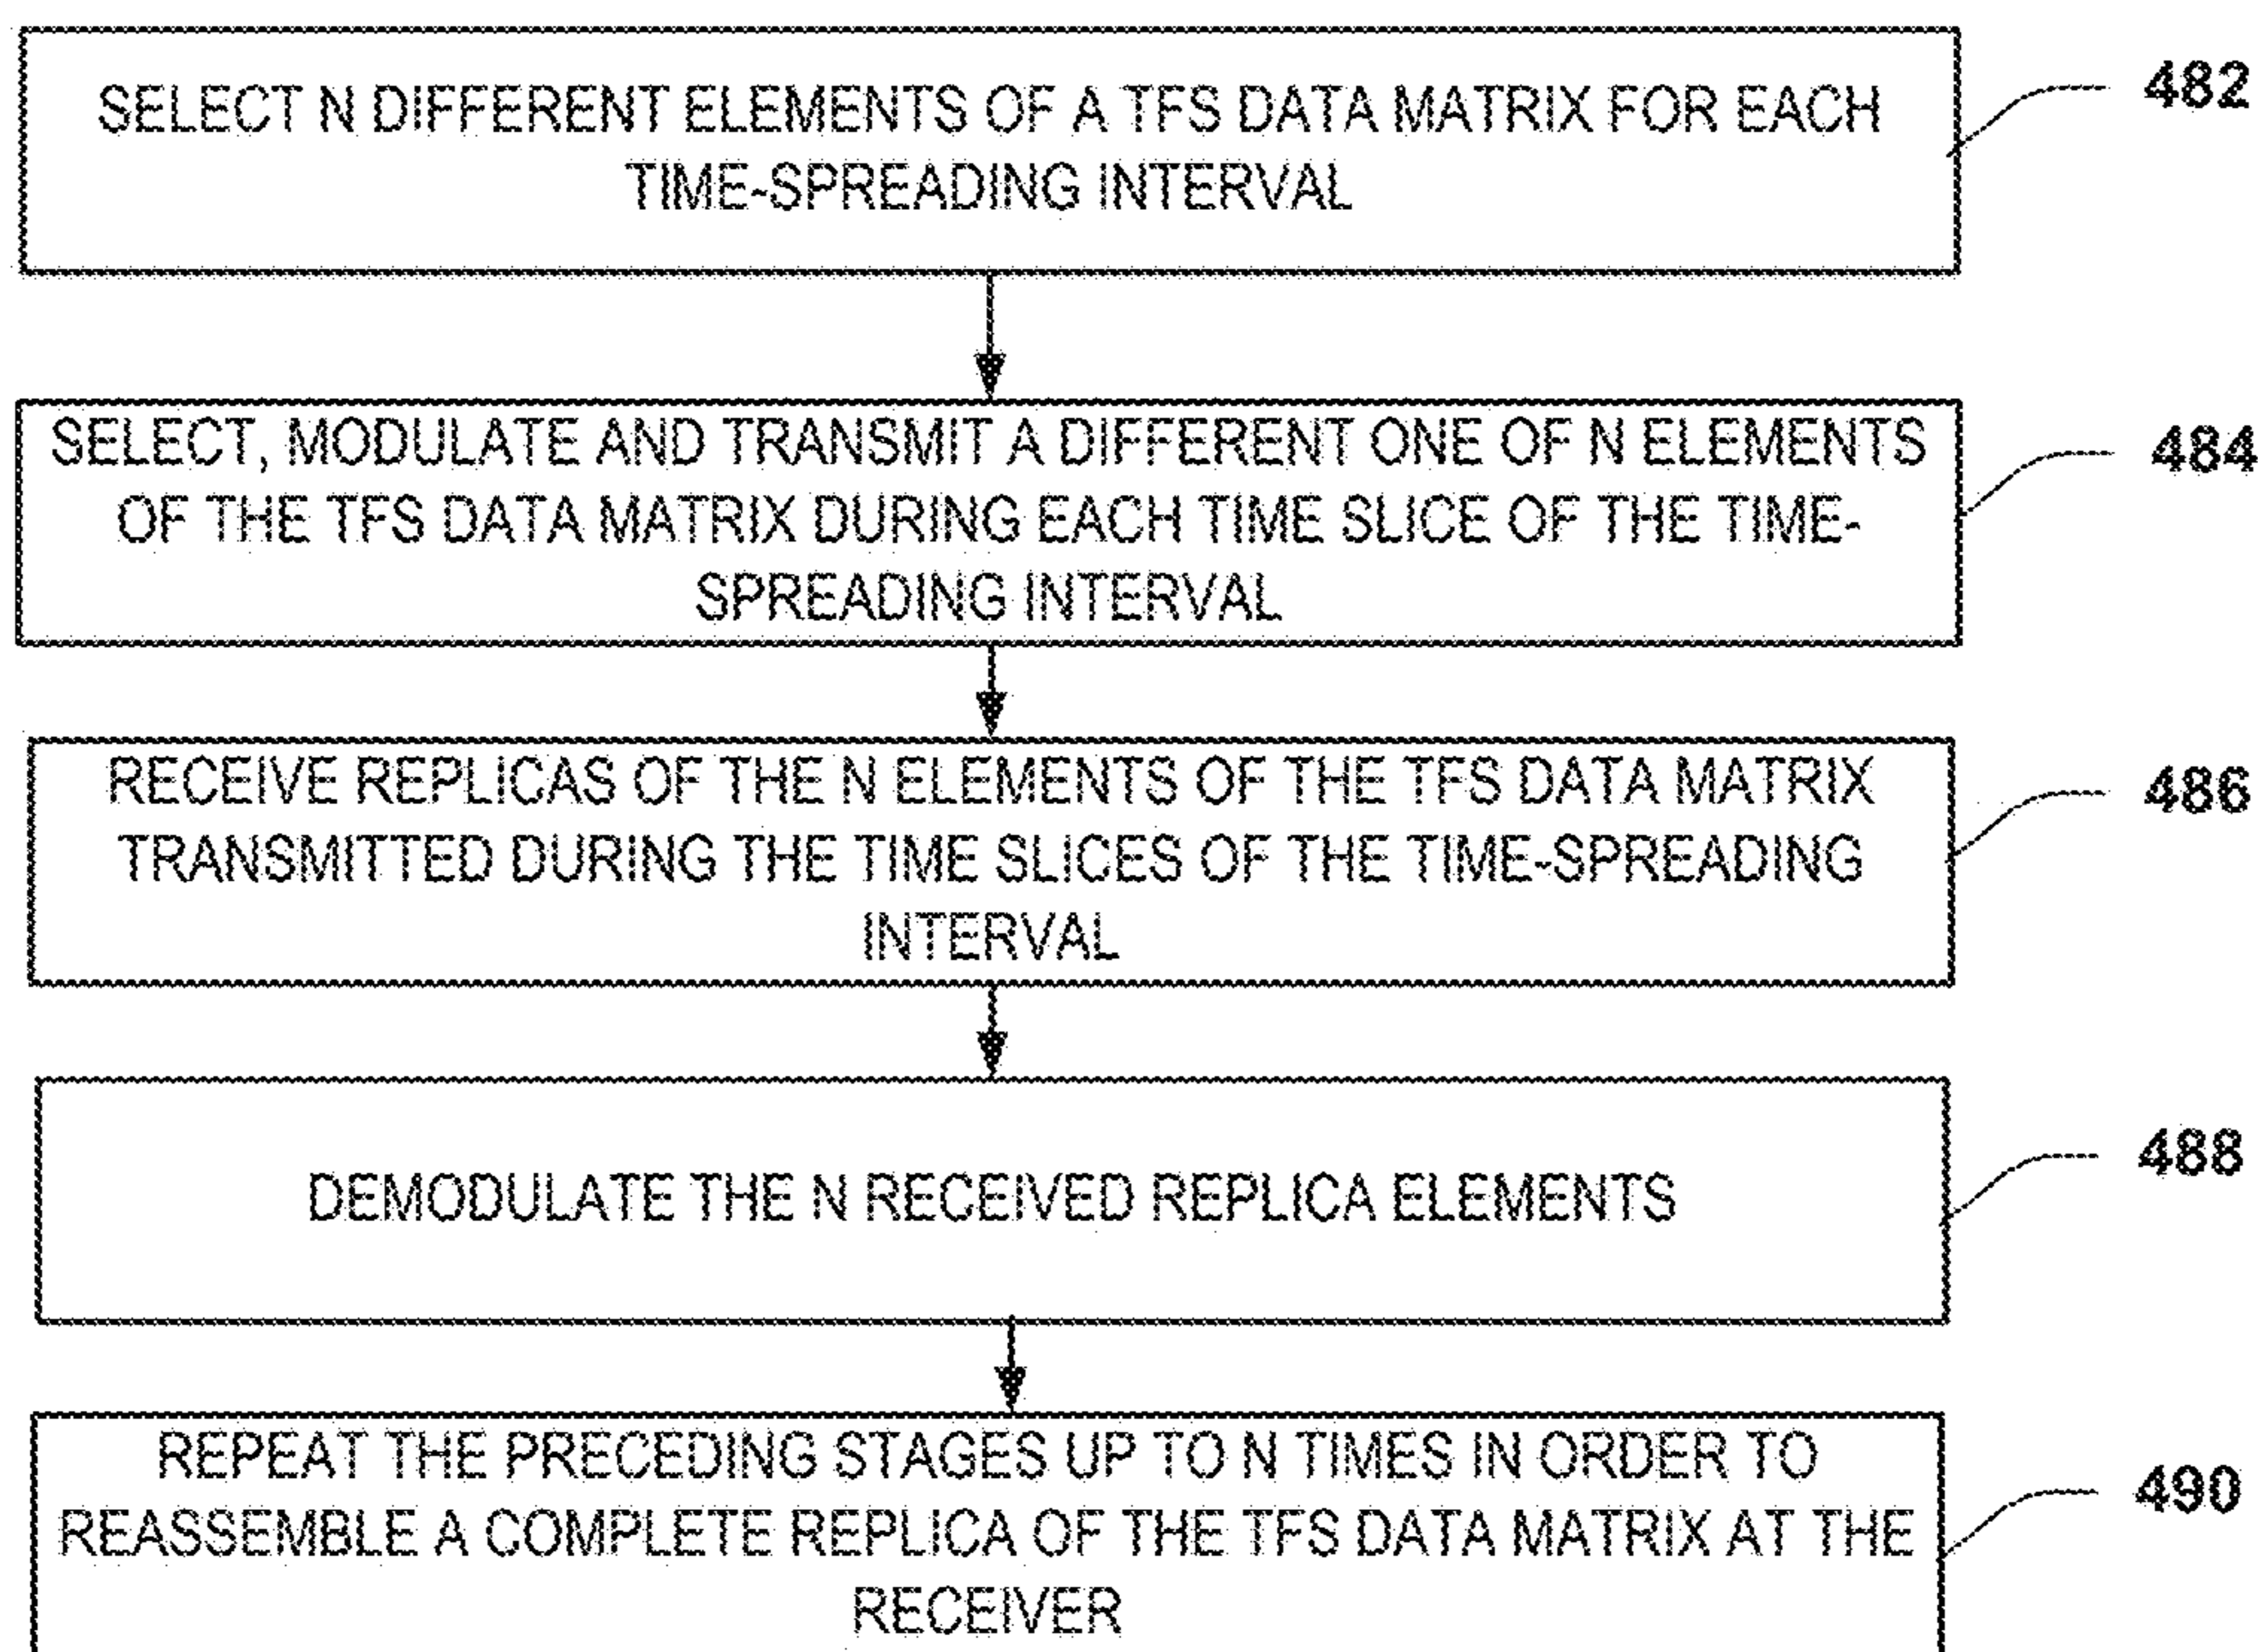 SELECT N DIFFERENT ELEMENTS OF A TFS DATA MATRIX FOR EACH
TIME-SPREADING INTERVAL
482
SELECT, MODULATE AND TRANSMIT A DIFFERENT ONE OF N ELEMENTS
OF THE TFS DATA MATRIX DURING EACH TIME SLICE OF THE TIME-
SPREADING INTERVAL
484
RECEIVE REPLICAS OF THE N ELEMENTS OF THE TFS DATA MATRIX
TRANSMITTED DURING THE TIME SLICES OF THE TIME-SPREADING
INTERVAL
486
DEMODULATE THE N RECEIVED REPLICA ELEMENTS
488
REPEAT THE PRECEDING STAGES UP TO N TIMES IN ORDER TO
REASSEMBLE A COMPLETE REPLICA OF THE TFS DATA MATRIX AT THE
RECEIVER
490